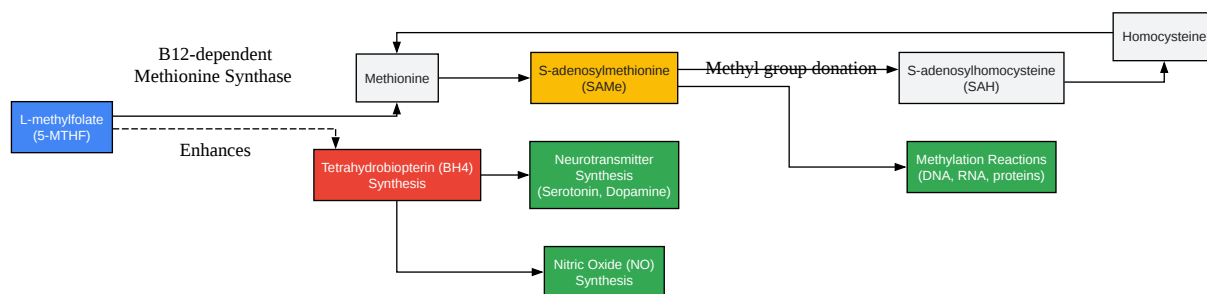 Homocysteine
B12-dependent
Methionine Synthase
Methionine
S-adenosylmethionine
(SAMe)
Methyl group donation
S-adenosylhomocysteine
(SAH)
L-methylfolate
(5-MTHF)
Enhances
Tetrahydrobiopterin (BH4)
Synthesis
Neurotransmitter
Synthesis
(Serotonin, Dopamine)
Methylation Reactions
(DNA, RNA, proteins)
Nitric Oxide (NO)
Synthesis